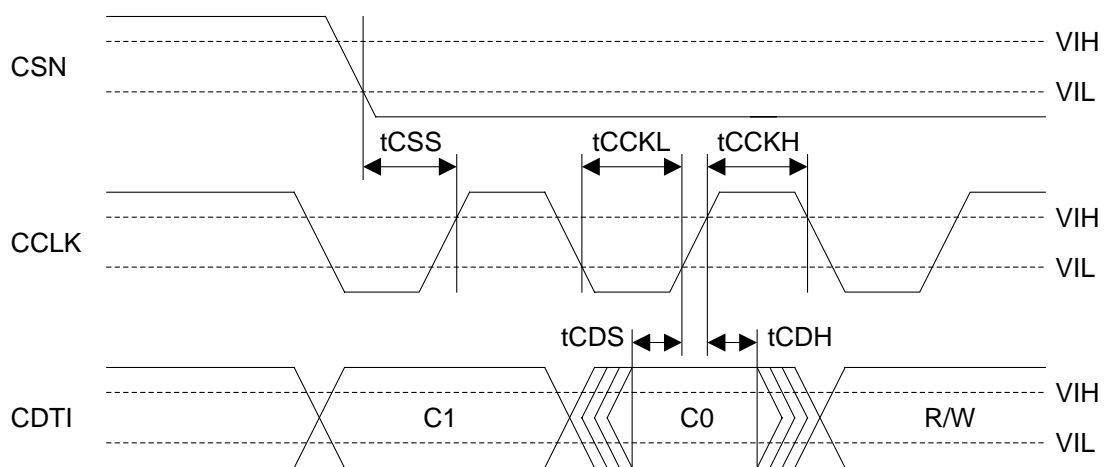 CSN
VIH
VIL
tCSS
tCCKL
tCCKH
CCLK
VIH
VIL
tCDS
tCDH
CDTI
C1
C0
R/W
VIH
VIL